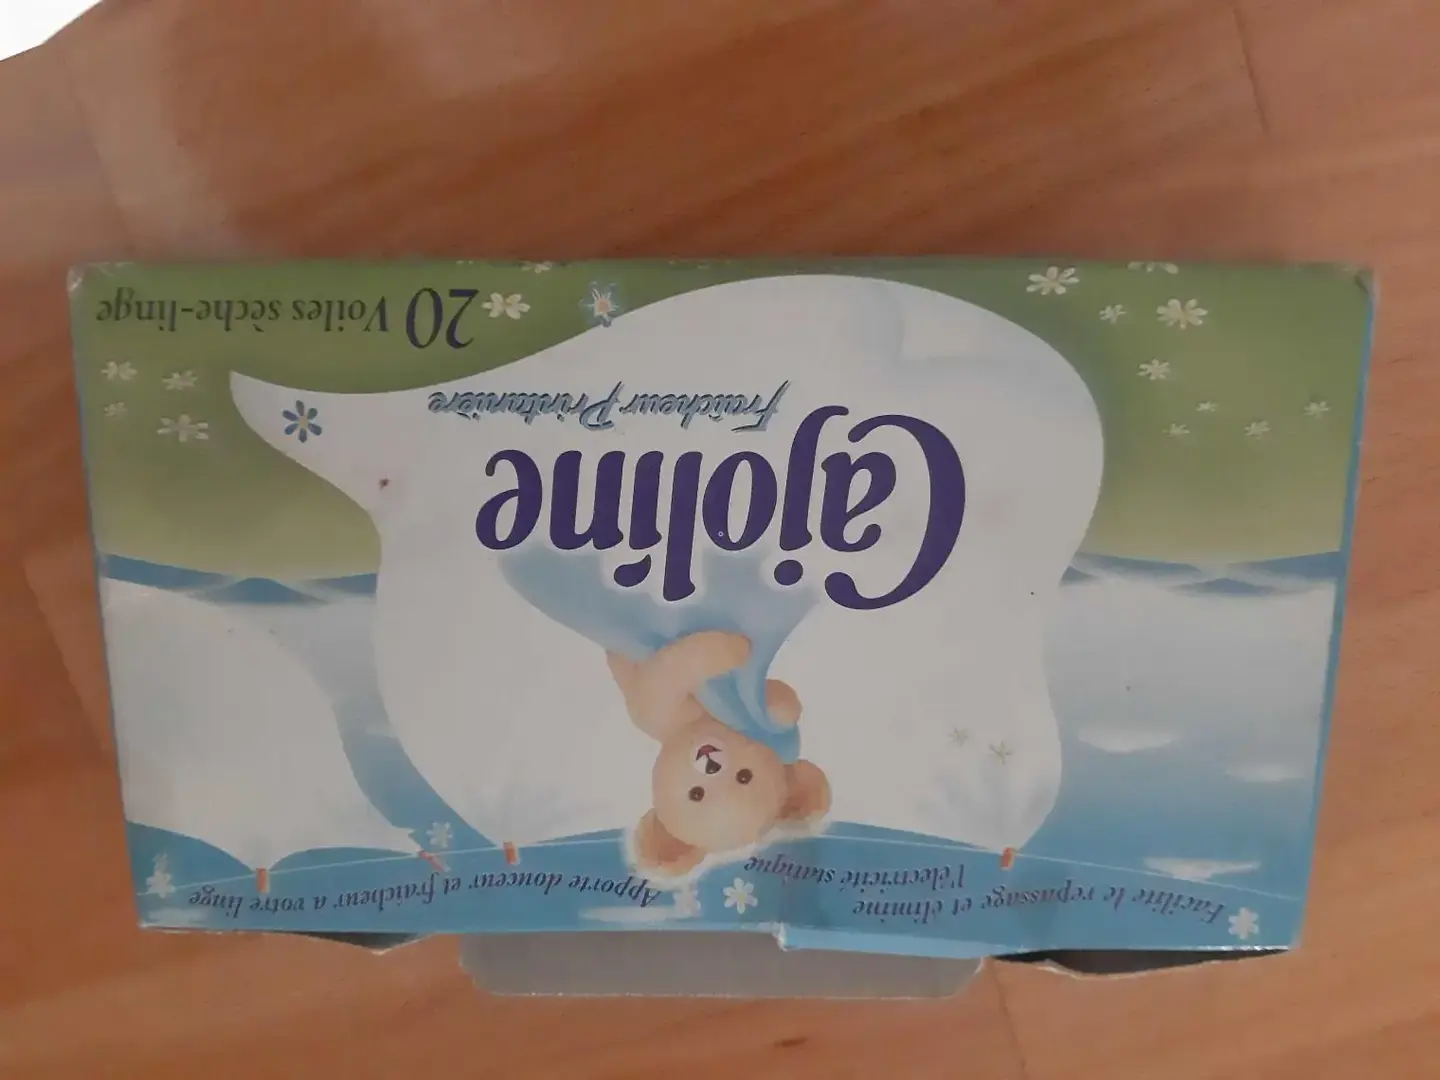 Facilite le repassage et élimine
l'électricité statique
Apporte douceur et fraîcheur à votre linge
Cajoline
Fraîcheur Printanière
20 Voiles sèche-linge